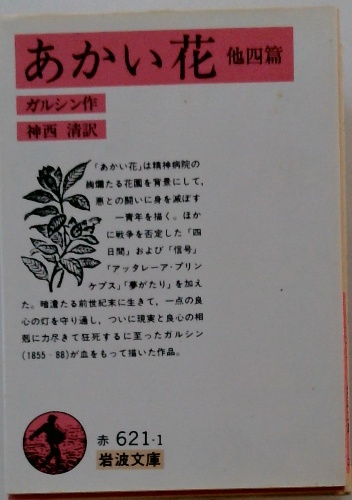 あかい花 他四篇
ガルシン作
神西 清訳
「あかい花」は精神病院の
絢爛たる花園を背景にして,
悪との闘いに身を滅ぼす
一青年を描く。ほか
に戦争を否定した「四
日間」および「信号」
「アッタレーア・プリン
ケプス」「夢がたり」を加え
た。暗澹たる前世紀末に生きて, 一点の良
心の灯を守り通し, ついに現実と良心の相
剋に力尽きて狂死するに至ったガルシン
(1855‐88)が血をもって描いた作品。
赤 621-1
岩波文庫